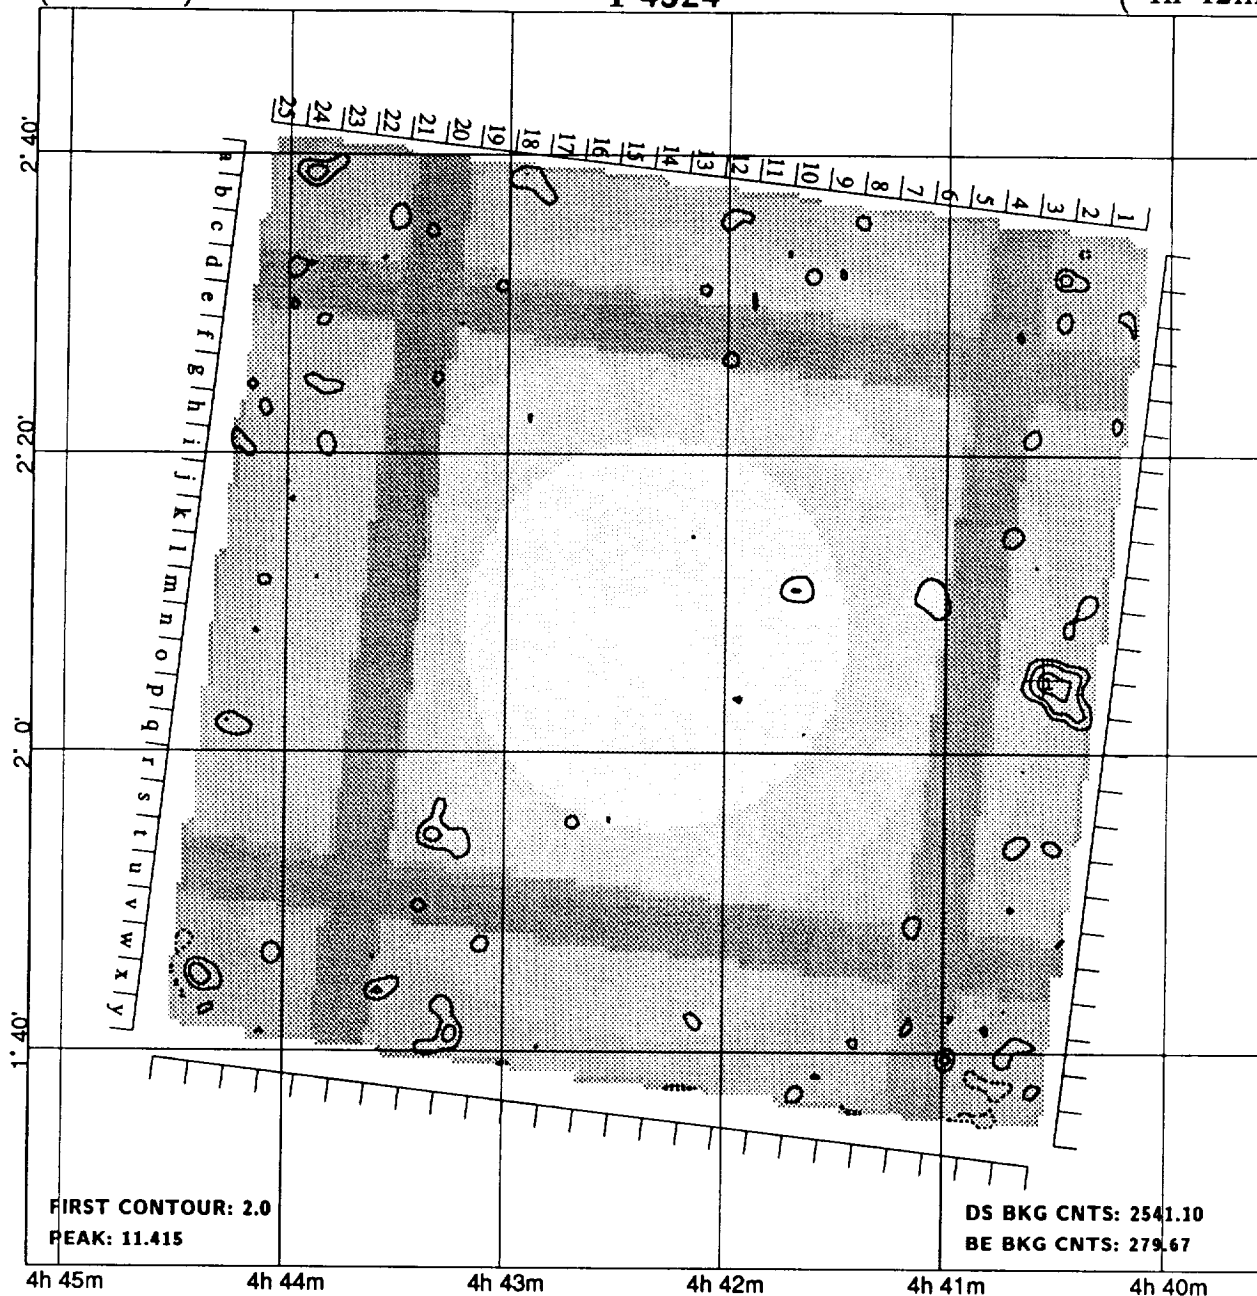 25 24 23 22 21 20 19 18 17 16 15 14 13 12 11 10 9 8 7 6 5 4 3 2 1
a b c d e f g h i j k l m n o p q r s t u v w x y
2° 40'
2° 20'
2° 0'
1° 40'
FIRST CONTOUR: 2.0
PEAK: 11.415
DS BKG CNTS: 2541.10
BE BKG CNTS: 279.67
4h 45m 4h 44m 4h 43m 4h 42m 4h 41m 4h 40m